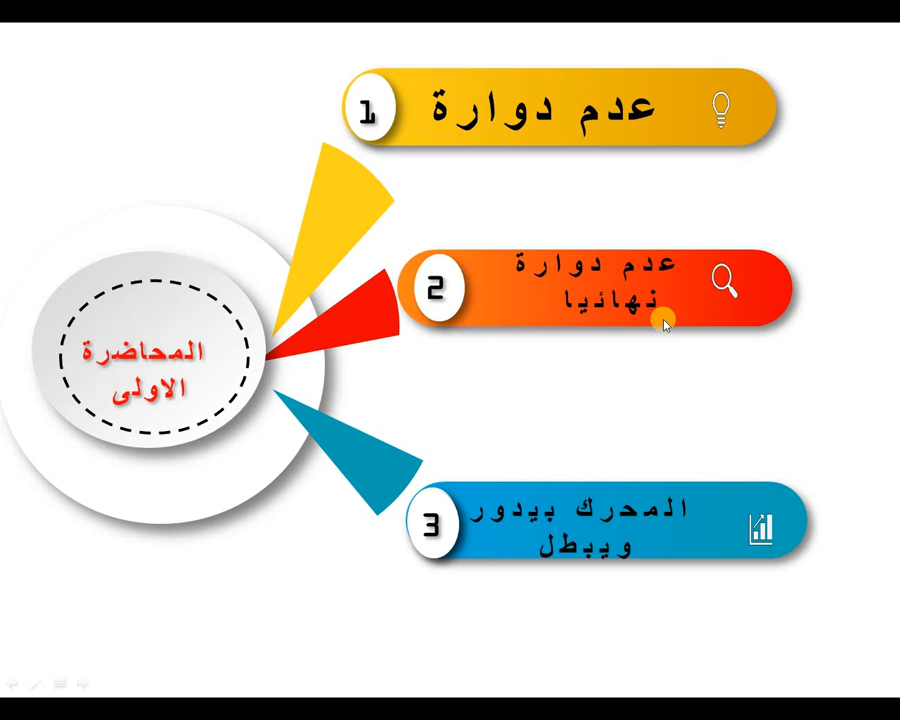 1
عدم دوارة
2
عدم دوارة
نهائيا
المحاضرة
الاولى
3
المحرك بيدور
ويبطل